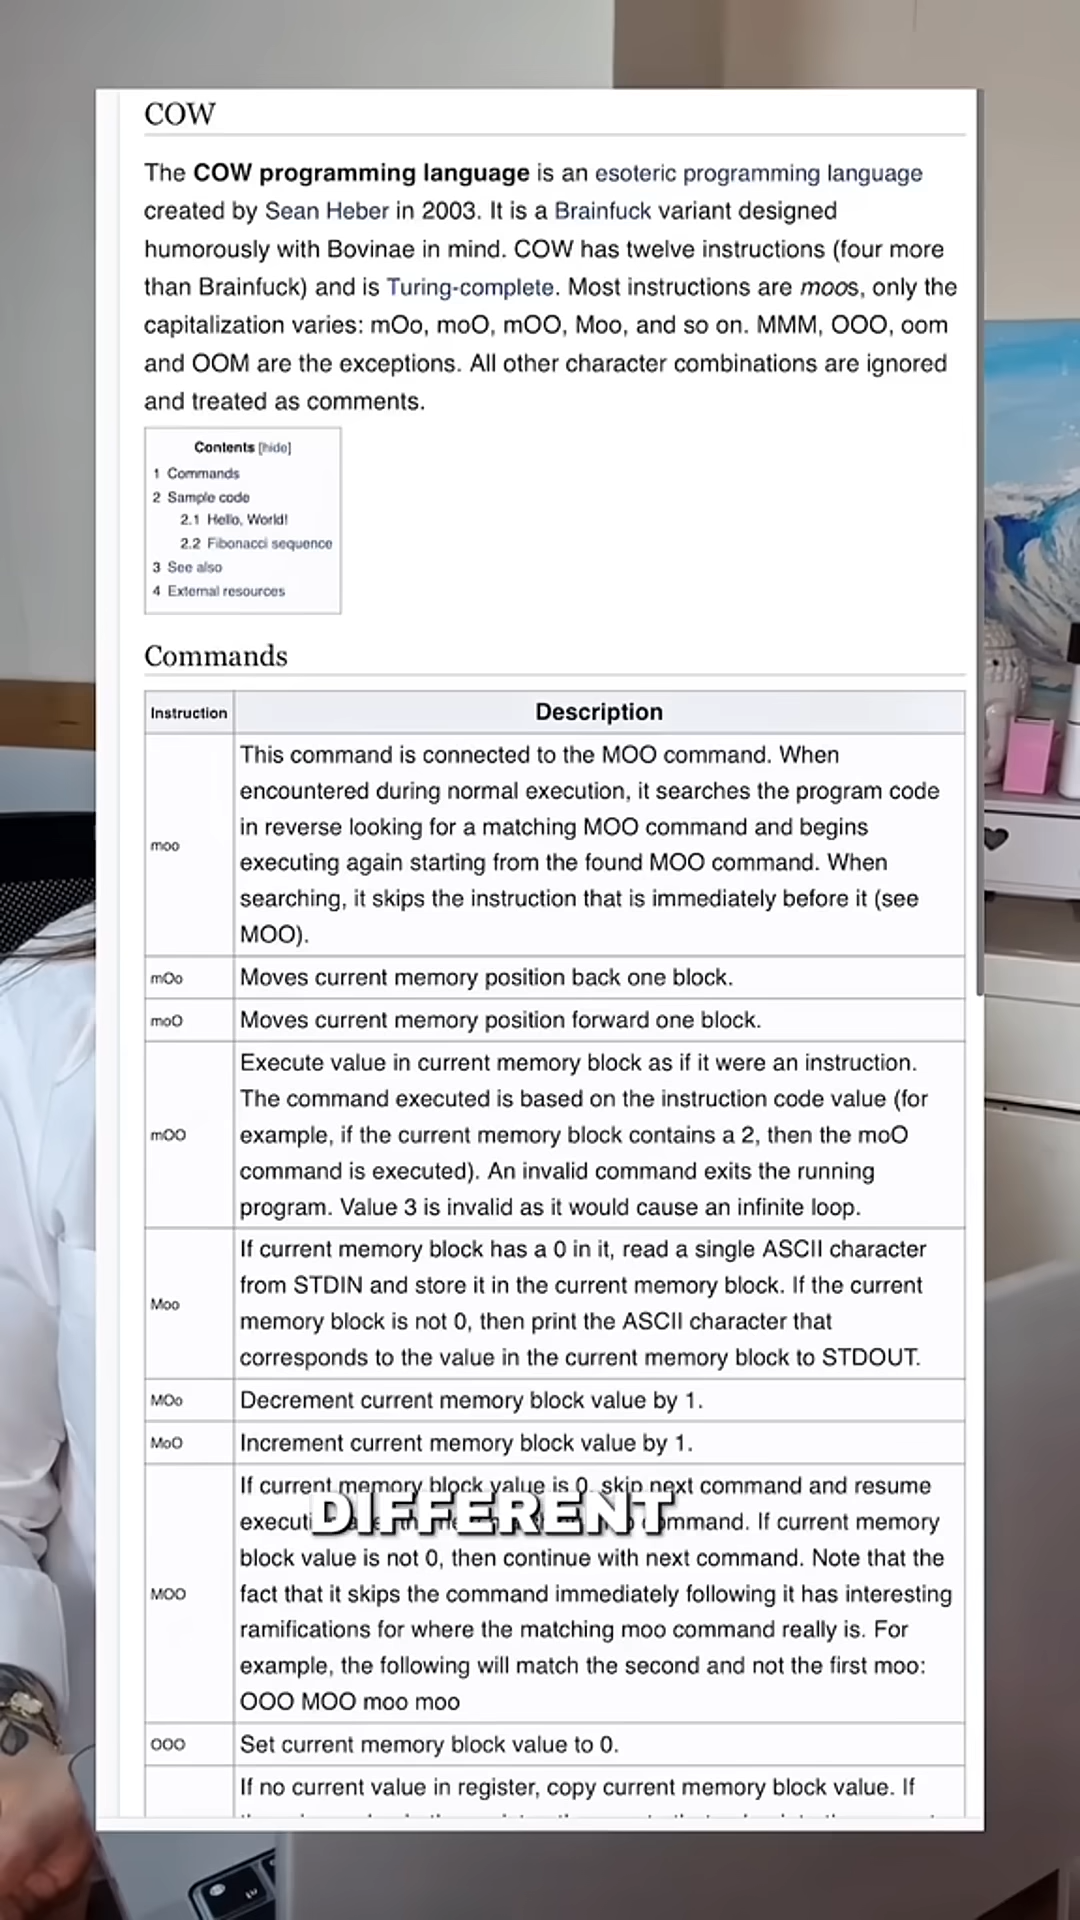 COW
The COW programming language is an esoteric programming language
created by Sean Heber in 2003. It is a Brainfuck variant designed
humorously with Bovinae in mind. COW has twelve instructions (four more
than Brainfuck) and is Turing-complete. Most instructions are moos, only the
capitalization varies: mOo, moO, mOO, Moo, and so on. MMM, OOO, oom
and OOM are the exceptions. All other character combinations are ignored
and treated as comments.
Contents [hide]
1 Commands
2 Sample code
2.1 Hello, World!
2.2 Fibonacci sequence
3 See also
4 External resources
Commands
Instruction Description
moo
This command is connected to the MOO command. When
encountered during normal execution, it searches the program code
in reverse looking for a matching MOO command and begins
executing again starting from the found MOO command. When
searching, it skips the instruction that is immediately before it (see
MOO).
mOo Moves current memory position back one block.
moO Moves current memory position forward one block.
mOO
Execute value in current memory block as if it were an instruction.
The command executed is based on the instruction code value (for
example, if the current memory block contains a 2, then the moO
command is executed). An invalid command exits the running
program. Value 3 is invalid as it would cause an infinite loop.
Moo
If current memory block has a 0 in it, read a single ASCII character
from STDIN and store it in the current memory block. If the current
memory block is not 0, then print the ASCII character that
corresponds to the value in the current memory block to STDOUT.
MOo Decrement current memory block value by 1.
MoO Increment current memory block value by 1.
MOO
If current memory block value is 0, skip next command and resume
DIFFERENT
command. If current memory
block value is not 0, then continue with next command. Note that the
fact that it skips the command immediately following it has interesting
ramifications for where the matching moo command really is. For
example, the following will match the second and not the first moo:
OOO MOO moo moo
OOO Set current memory block value to 0.
If no current value in register, copy current memory block value. If